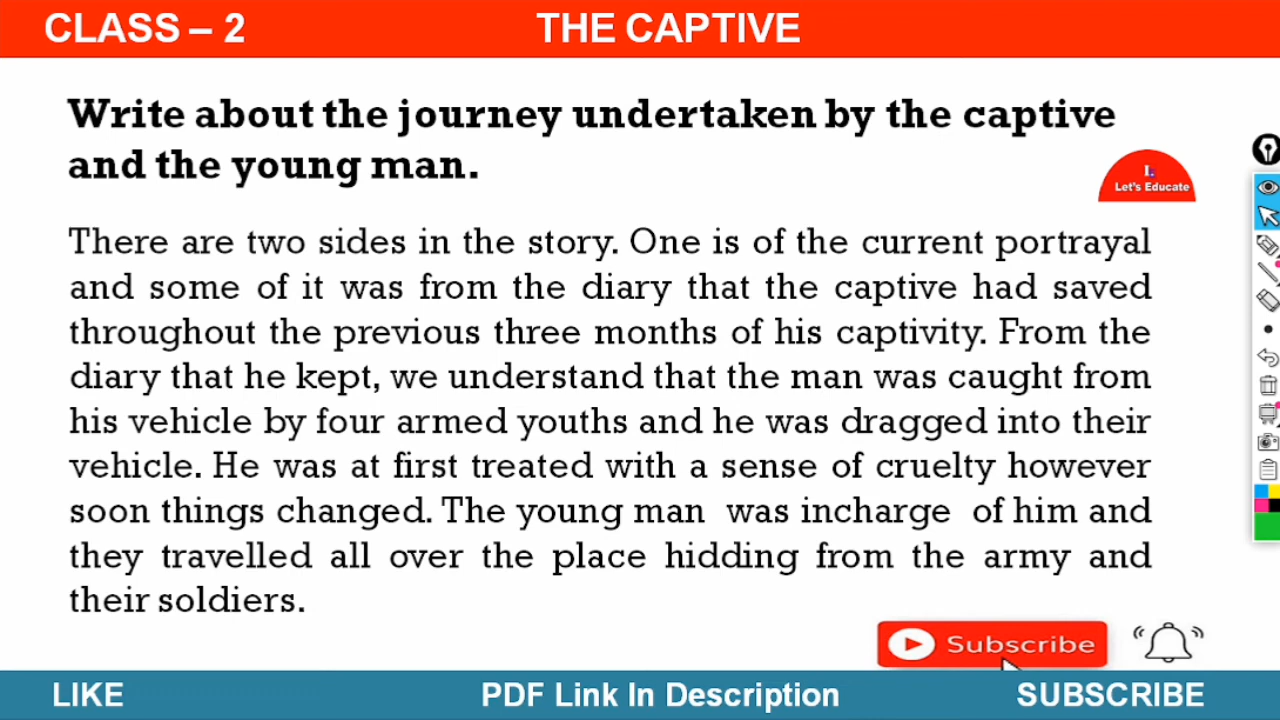 CLASS – 2 THE CAPTIVE
Write about the journey undertaken by the captive
and the young man.
L
Let's Educate
There are two sides in the story. One is of the current portrayal
and some of it was from the diary that the captive had saved
throughout the previous three months of his captivity. From the
diary that he kept, we understand that the man was caught from
his vehicle by four armed youths and he was dragged into their
vehicle. He was at first treated with a sense of cruelty however
soon things changed. The young man was incharge of him and
they travelled all over the place hidding from the army and
their soldiers.
Subscribe
LIKE PDF Link In Description SUBSCRIBE